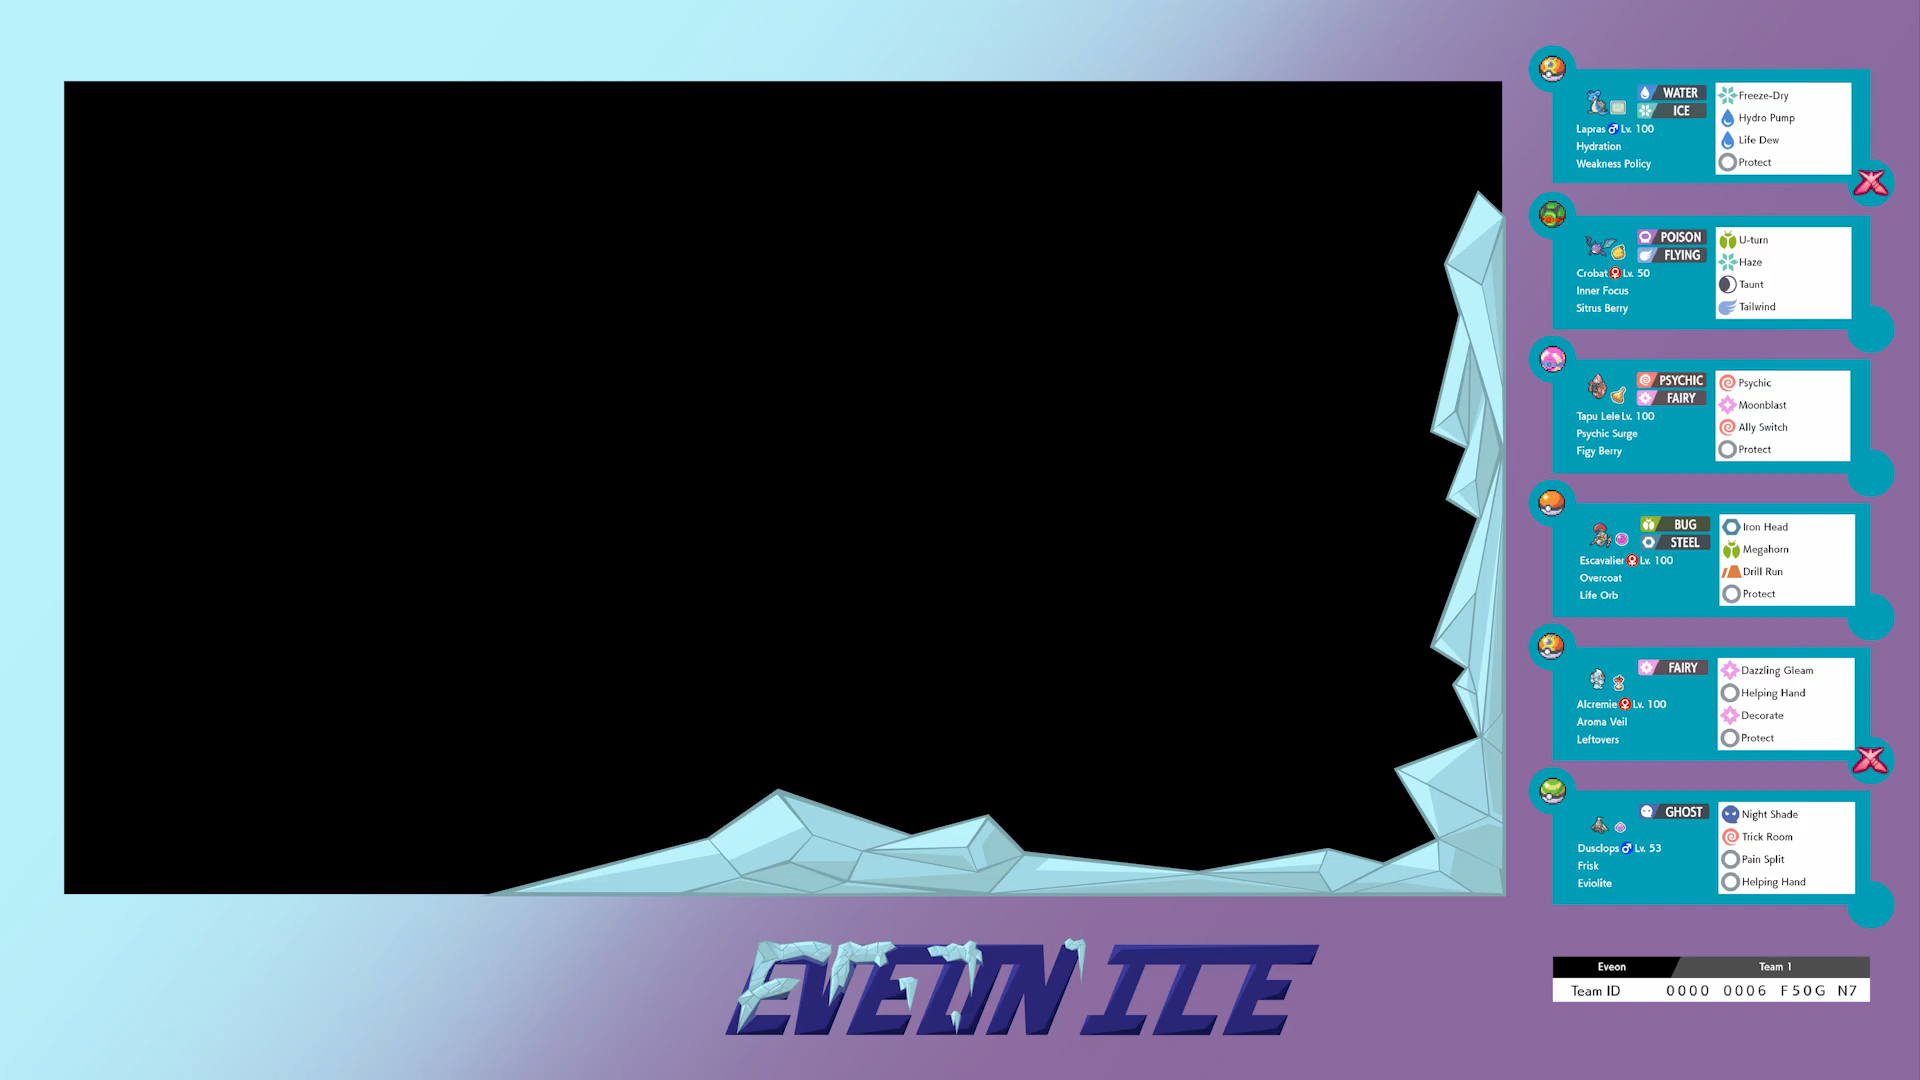 WATER
ICE
Lapras ♂ Lv. 100
Hydration
Weakness Policy
Freeze-Dry
Hydro Pump
Life Dew
Protect
POISON
FLYING
Crobat ♀ Lv. 50
Inner Focus
Sitrus Berry
U-turn
Haze
Taunt
Tailwind
PSYCHIC
FAIRY
Tapu Lele Lv. 100
Psychic Surge
Figy Berry
Psychic
Moonblast
Ally Switch
Protect
BUG
STEEL
Escavalier ♀ Lv. 100
Overcoat
Life Orb
Iron Head
Megahorn
Drill Run
Protect
FAIRY
Alcremie ♀ Lv. 100
Aroma Veil
Leftovers
Dazzling Gleam
Helping Hand
Decorate
Protect
GHOST
Dusclops ♂ Lv. 53
Frisk
Eviolite
Night Shade
Trick Room
Pain Split
Helping Hand
EVEON ICE
Eveon Team 1
Team ID 0000 0006 F50G N7